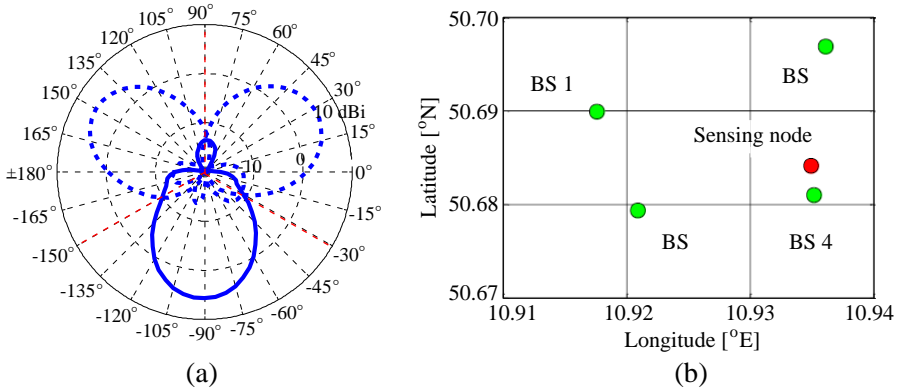 90°
105° 75°
120° 60°
135° 45°
150° 30°
10 dBi
165° 15°
±180° -10 0 0°
-165° -15°
-150° -30°
-135° -45°
-120° -60°
-105° -75°
-90°
(a)
50.70
50.69
50.68
50.67
Latitude [°N]
BS 1
BS
Sensing node
BS
BS 4
10.91 10.92 10.93 10.94
Longitude [°E]
(b)